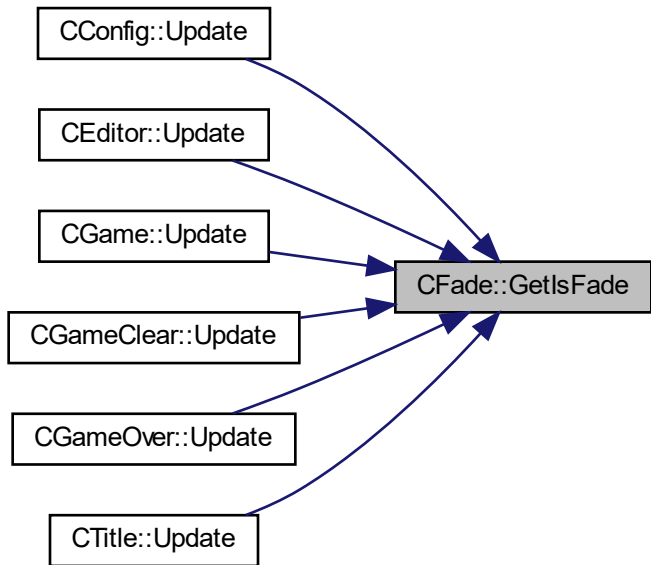 CConfig::Update
CEditor::Update
CGame::Update
CFade::GetIsFade
CGameClear::Update
CGameOver::Update
CTitle::Update